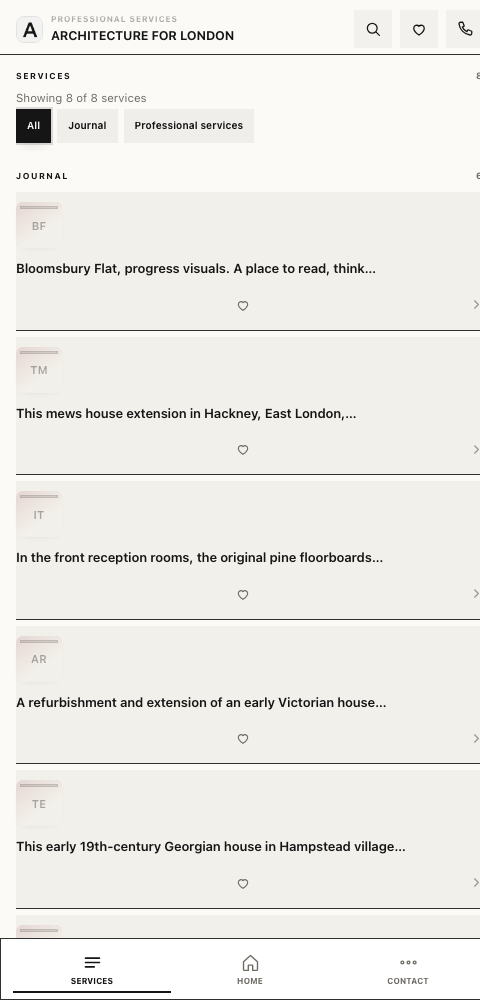 A
PROFESSIONAL SERVICES
ARCHITECTURE FOR LONDON
SERVICES
Showing 8 of 8 services
All
Journal
Professional services
JOURNAL
BF
Bloomsbury Flat, progress visuals. A place to read, think...
TM
This mews house extension in Hackney, East London,...
IT
In the front reception rooms, the original pine floorboards...
AR
A refurbishment and extension of an early Victorian house...
TE
This early 19th-century Georgian house in Hampstead village...
SERVICES
HOME
CONTACT